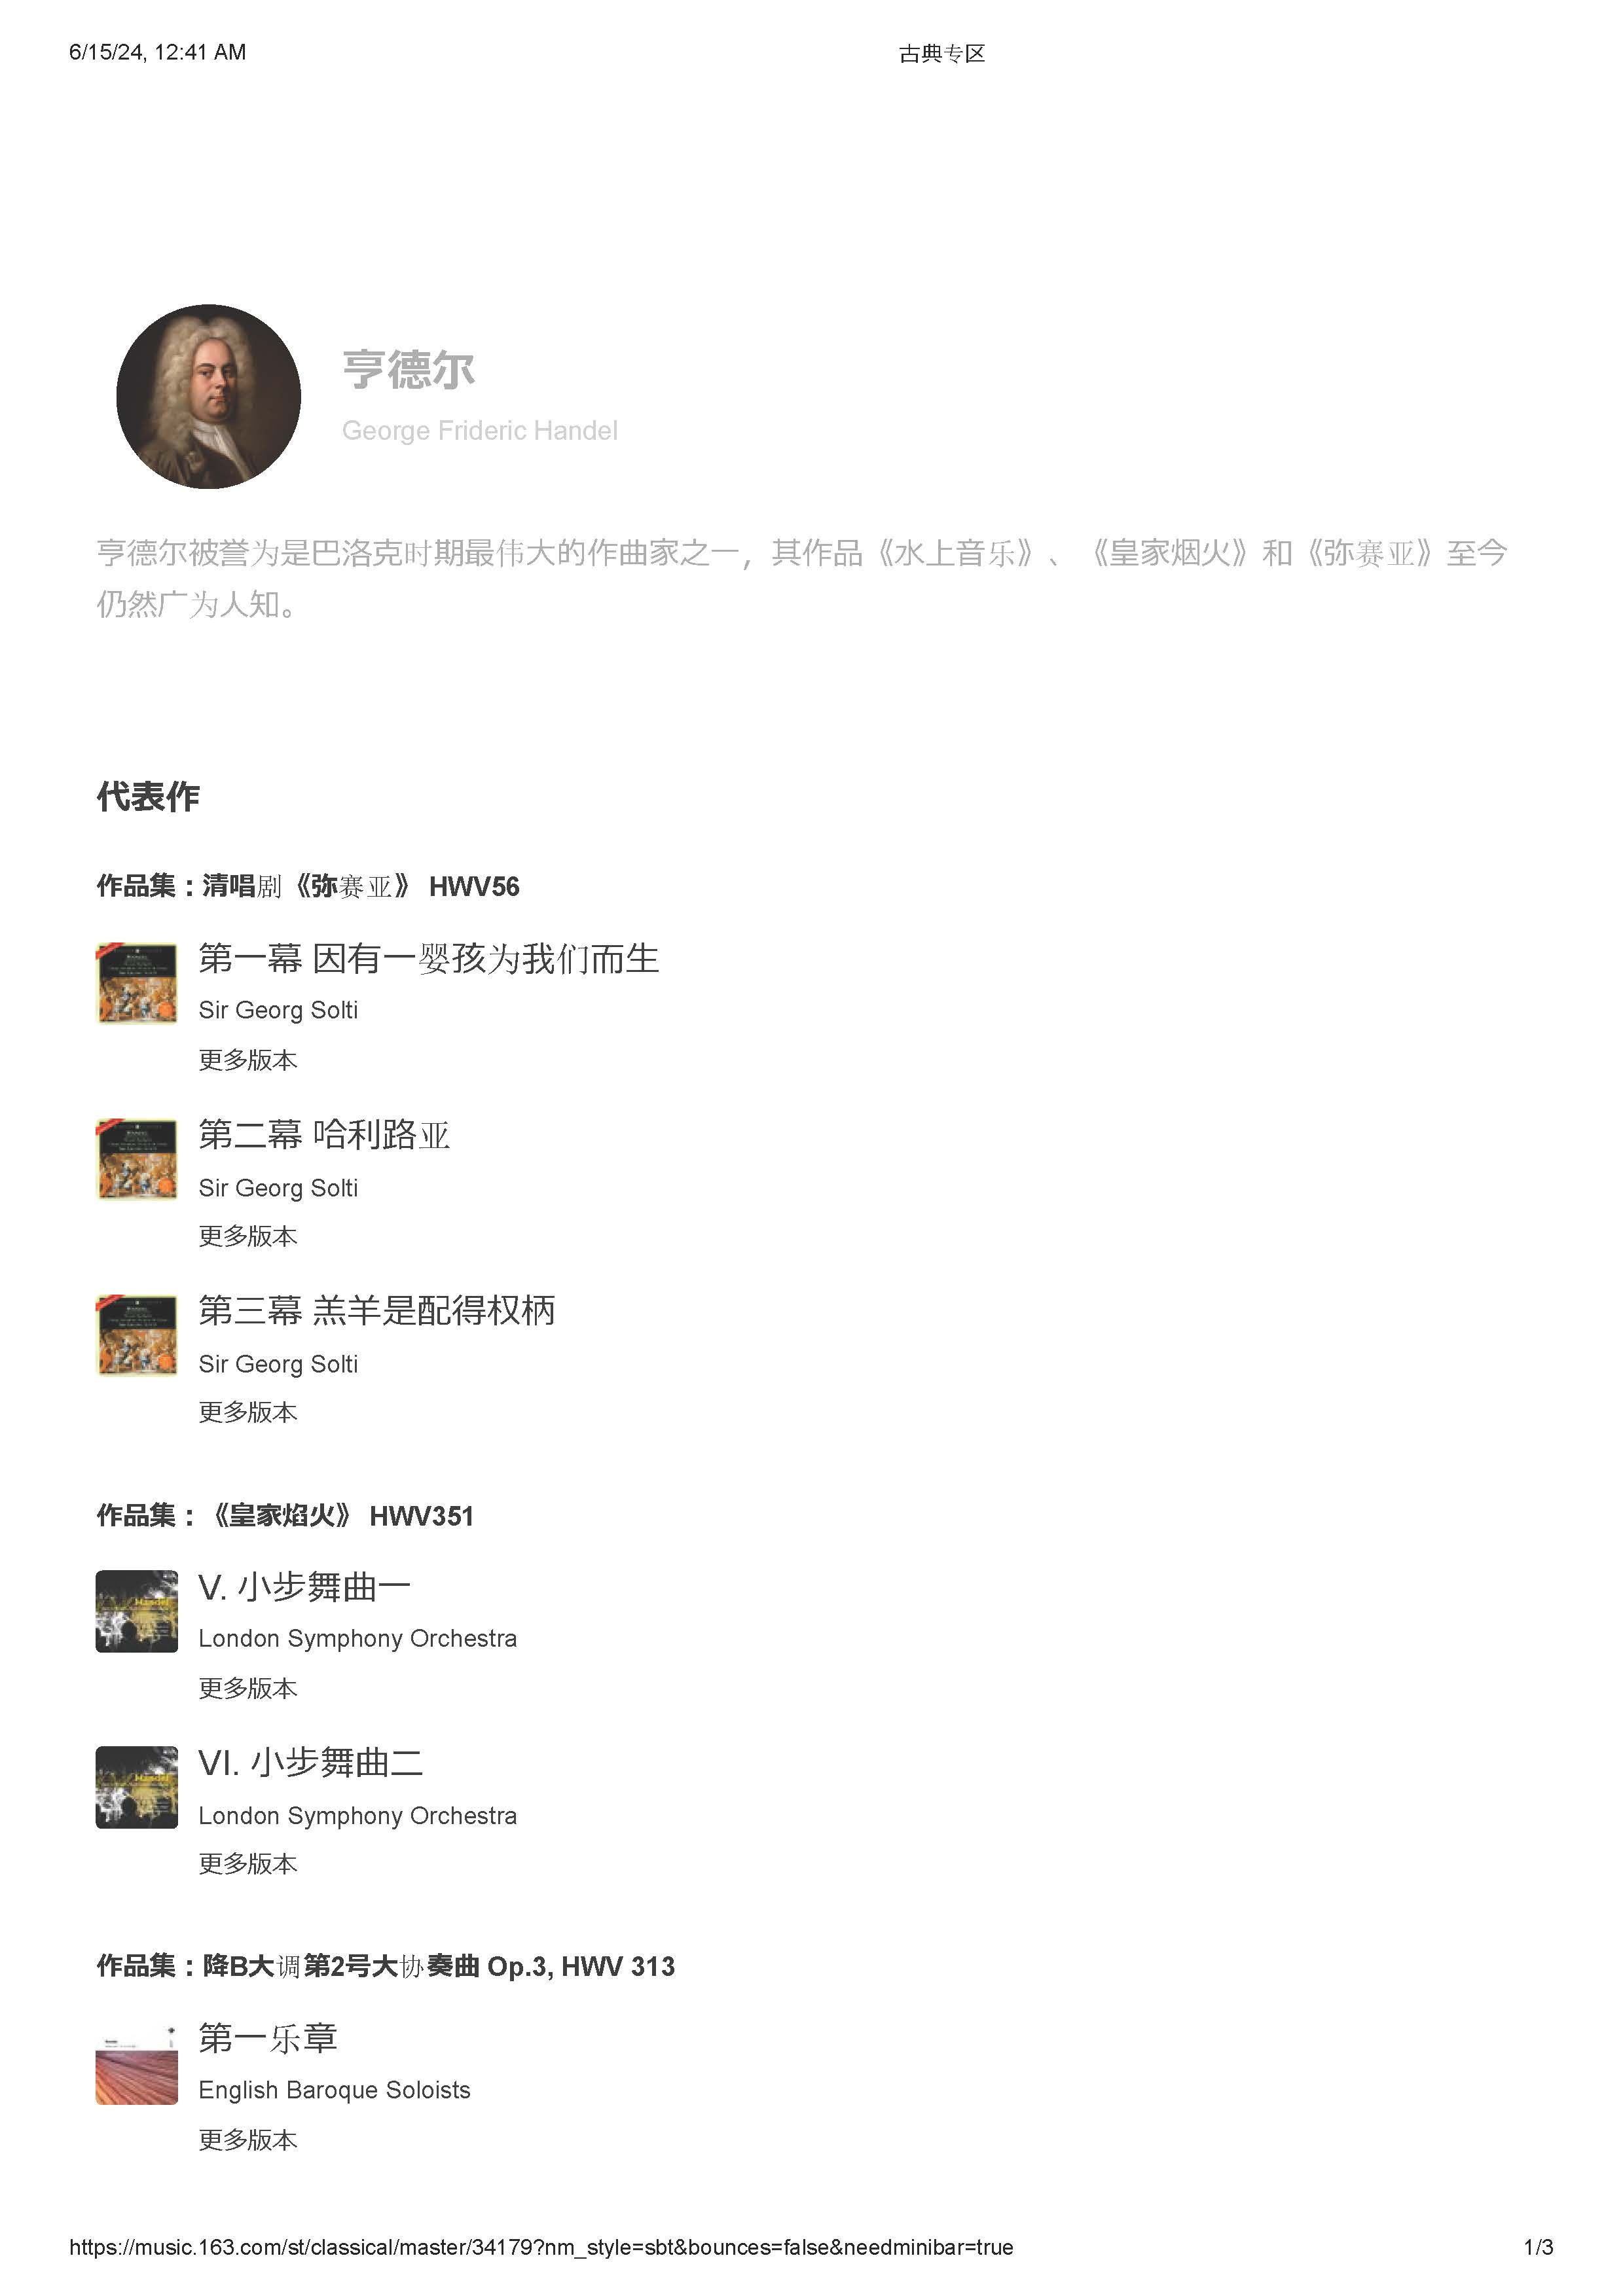 6/15/24, 12:41 AM
古典专区
亨德尔
George Frideric Handel
亨德尔被誉为是巴洛克时期最伟大的作曲家之一，其作品《水上音乐》、《皇家烟火》和《弥赛亚》至今
仍然广为人知。
代表作
作品集：清唱剧《弥赛亚》 HWV56
第一幕 因有一婴孩为我们而生
Sir Georg Solti
更多版本
第二幕 哈利路亚
Sir Georg Solti
更多版本
第三幕 羔羊是配得权柄
Sir Georg Solti
更多版本
作品集：《皇家焰火》 HWV351
V. 小步舞曲一
London Symphony Orchestra
更多版本
VI. 小步舞曲二
London Symphony Orchestra
更多版本
作品集：降B大调第2号大协奏曲 Op.3, HWV 313
第一乐章
English Baroque Soloists
更多版本
https://music.163.com/st/classical/master/34179?nm_style=sbt&bounces=false&needminibar=true
1/3